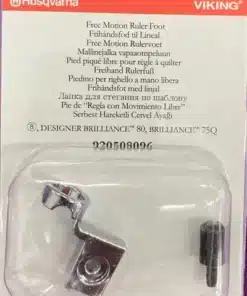 Husqvarna VIKING®
Free Motion Ruler Foot
Frihåndsfod til Lineal
Free Motion Rulervoet
Mallinejalka vapaaompeluun
Pied piqué libre pour règle à quilter
Freihand Rulerfuß
Piedino per righello a mano libera
Frihåndsfot med linjal
Лапка для стегания по шаблону
Pie de "Regla con Movimiento Libre"
Serbest Hareketli Cetvel Ayağı
DESIGNER BRILLIANCE™ 80, BRILLIANCE™ 75Q
920508096